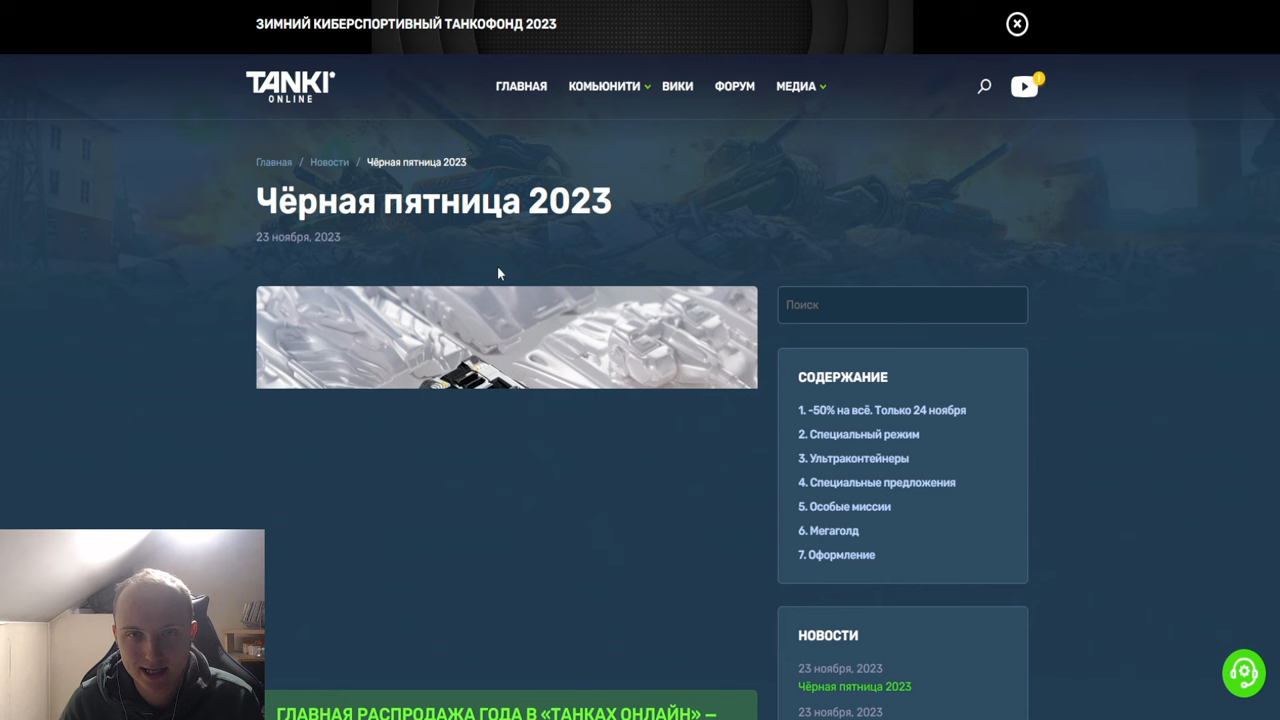 ЗИМНИЙ КИБЕРСПОРТИВНЫЙ ТАНКОФОНД 2023
TANKI ONLINE
ГЛАВНАЯ КОМЬЮНИТИ ВИКИ ФОРУМ МЕДИА
Главная / Новости / Чёрная пятница 2023
Чёрная пятница 2023
23 ноября, 2023
Поиск
СОДЕРЖАНИЕ
1. -50% на всё. Только 24 ноября
2. Специальный режим
3. Ультраконтейнеры
4. Специальные предложения
5. Особые миссии
6. Мегаголд
7. Оформление
НОВОСТИ
23 ноября, 2023
Чёрная пятница 2023
23 ноября, 2023
ГЛАВНАЯ РАСПРОДАЖА ГОДА В «ТАНКАХ ОНЛАЙН» —